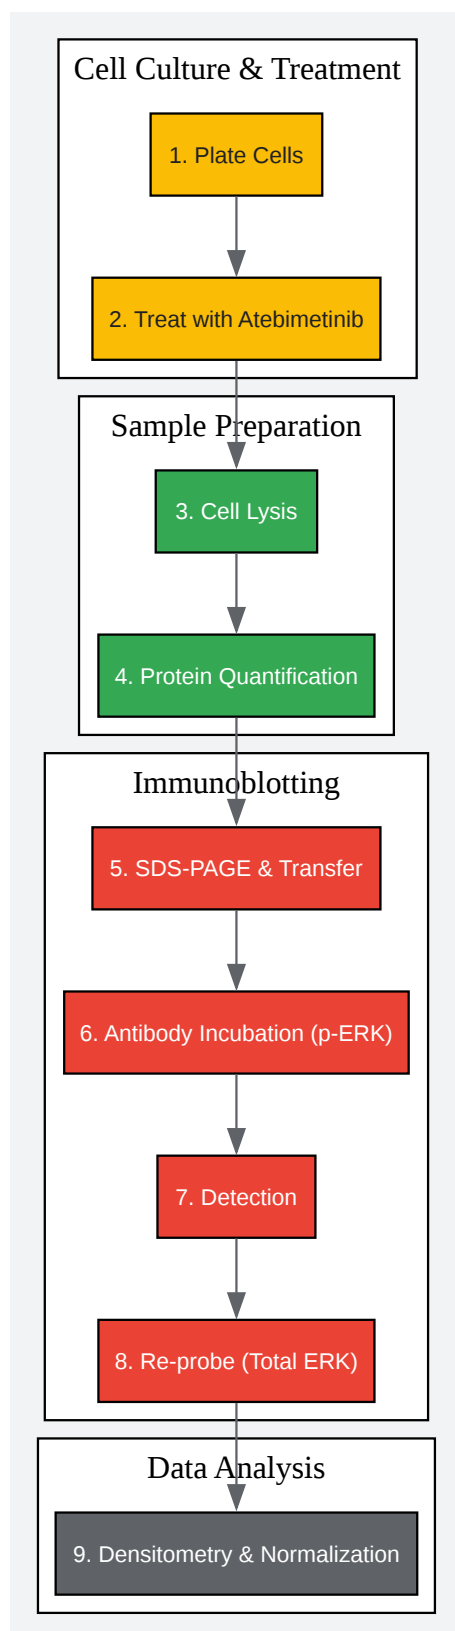 Cell Culture & Treatment
1. Plate Cells
2. Treat with Atebimetinib
Sample Preparation
3. Cell Lysis
4. Protein Quantification
Immunoblotting
5. SDS-PAGE & Transfer
6. Antibody Incubation (p-ERK)
7. Detection
8. Re-probe (Total ERK)
Data Analysis
9. Densitometry & Normalization